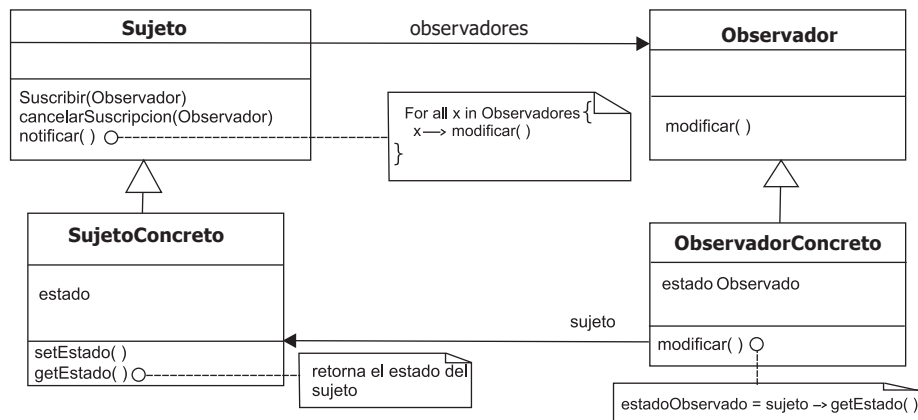 Sujeto
observadores
Observador
Suscribir(Observador)
cancelarSuscripcion(Observador)
notificar( )
For all x in Observadores {
x—> modificar( )
}
modificar( )
SujetoConcreto
ObservadorConcreto
estado
estado Observado
sujeto
setEstado( )
getEstado( )
retorna el estado del
sujeto
modificar( )
estadoObservado = sujeto –> getEstado( )